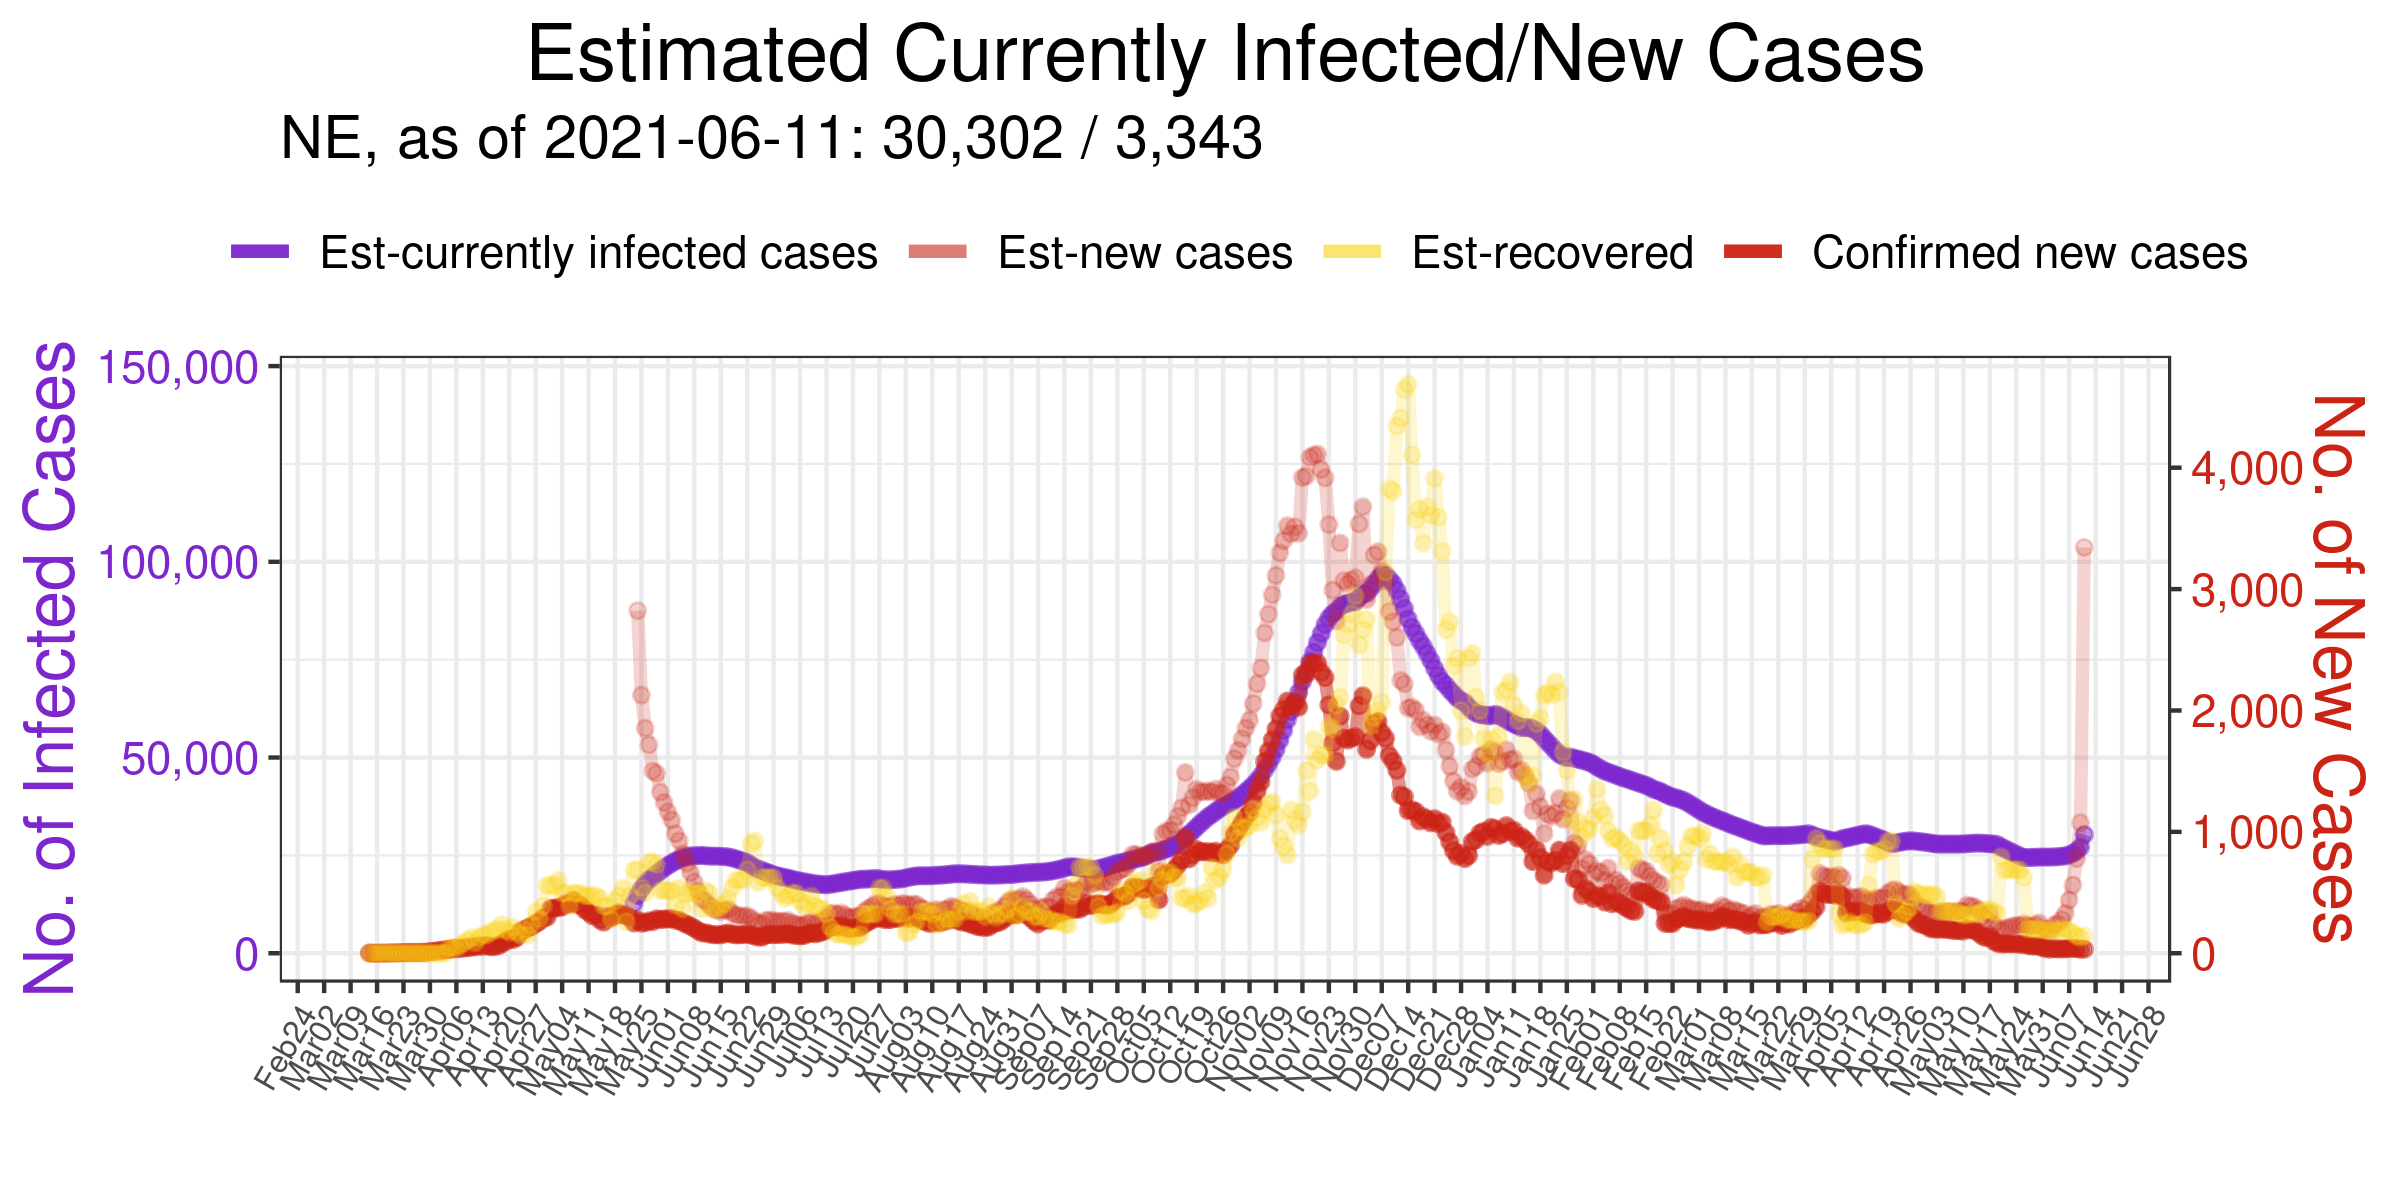 Estimated Currently Infected/New Cases
NE, as of 2021-06-11: 30,302 / 3,343
Est-currently infected cases
Est-new cases
Est-recovered
Confirmed new cases
No. of Infected Cases
150,000
100,000
50,000
0
4,000
3,000
2,000
1,000
0
No. of New Cases
Feb24
Mar02
Mar09
Mar16
Mar23
Mar30
Apr06
Apr13
Apr20
Apr27
May04
May11
May18
May25
Jun01
Jun08
Jun15
Jun22
Jun29
Jul06
Jul13
Jul20
Jul27
Aug03
Aug10
Aug17
Aug24
Aug31
Sep07
Sep14
Sep21
Sep28
Oct05
Oct12
Oct19
Oct26
Nov02
Nov09
Nov16
Nov23
Nov30
Dec07
Dec14
Dec21
Dec28
Jan04
Jan11
Jan18
Jan25
Feb01
Feb08
Feb15
Feb22
Mar01
Mar08
Mar15
Mar22
Mar29
Apr05
Apr12
Apr19
Apr26
May03
May10
May17
May24
May31
Jun07
Jun14
Jun21
Jun28